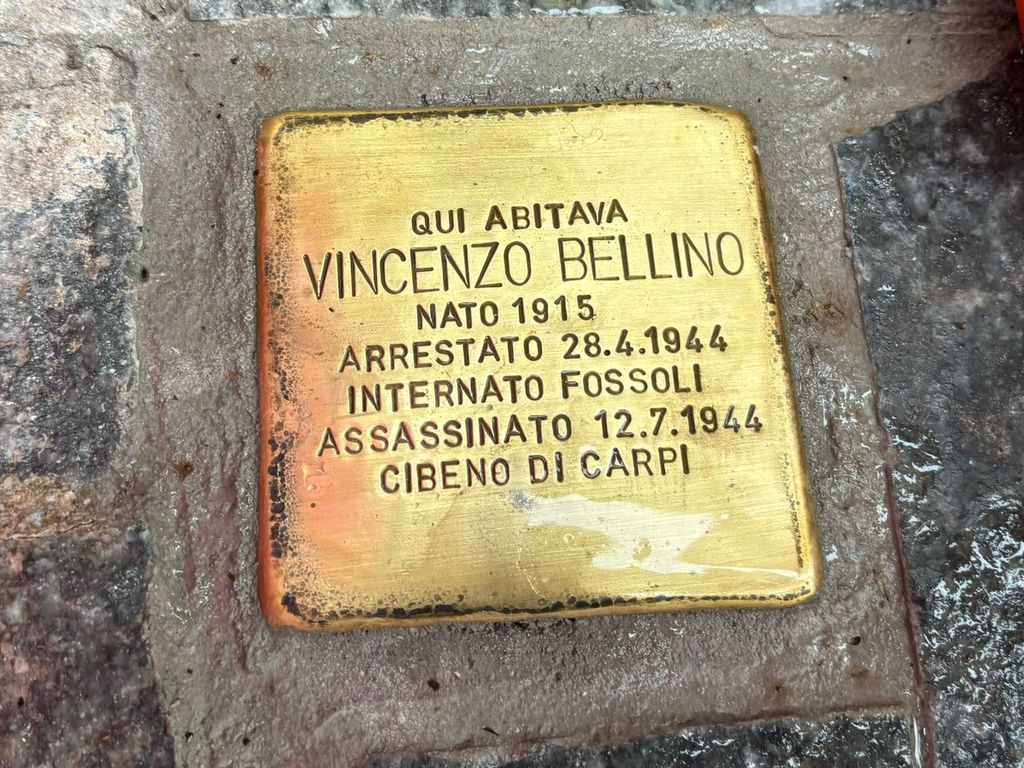 QUI ABITAVA
VINCENZO BELLINO
NATO 1915
ARRESTATO 28.4.1944
INTERNATO FOSSOLI
ASSASSINATO 12.7.1944
CIBENO DI CARPI